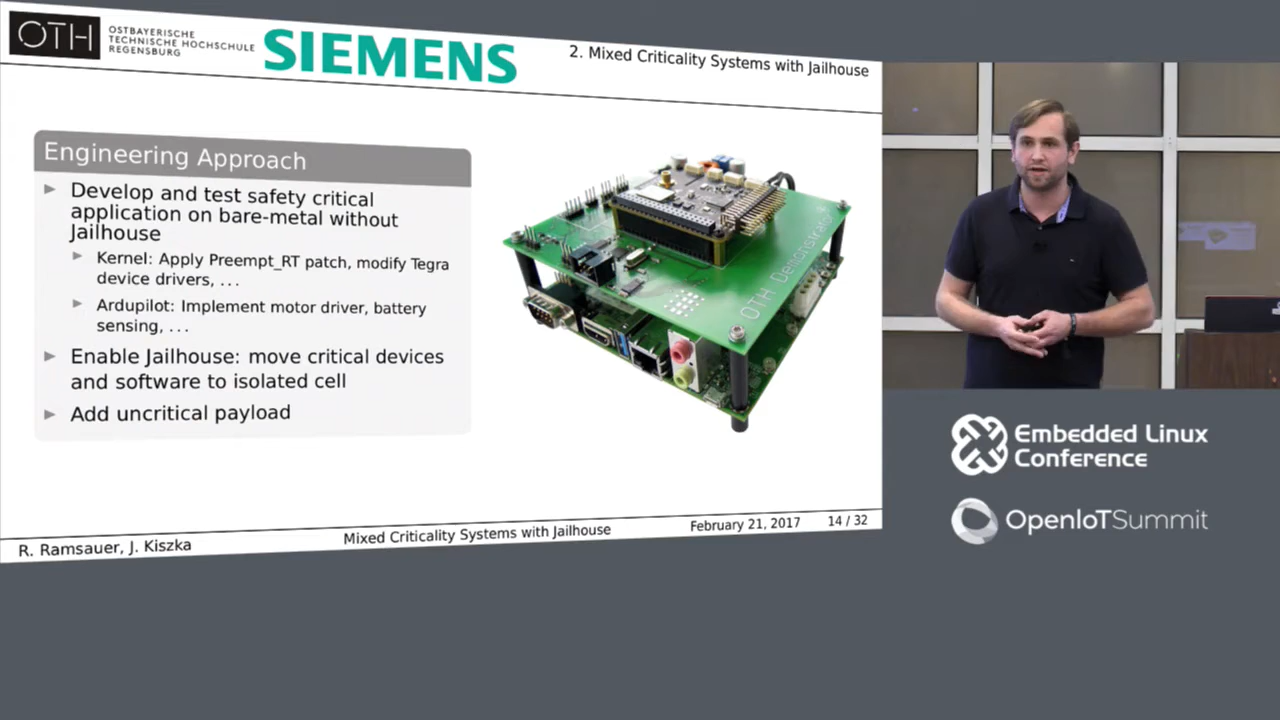 OTH
OSTBAYERISCHE
TECHNISCHE HOCHSCHULE
REGENSBURG
SIEMENS
2. Mixed Criticality Systems with Jailhouse
Engineering Approach
Develop and test safety critical
application on bare-metal without
Jailhouse
Kernel: Apply Preempt_RT patch, modify Tegra
device drivers, ...
Ardupilot: Implement motor driver, battery
sensing, ...
Enable Jailhouse: move critical devices
and software to isolated cell
Add uncritical payload
OTH Demonstrator
R. Ramsauer, J. Kiszka
Mixed Criticality Systems with Jailhouse
February 21, 2017
14 / 32
Embedded Linux
Conference
OpenIoTSummit